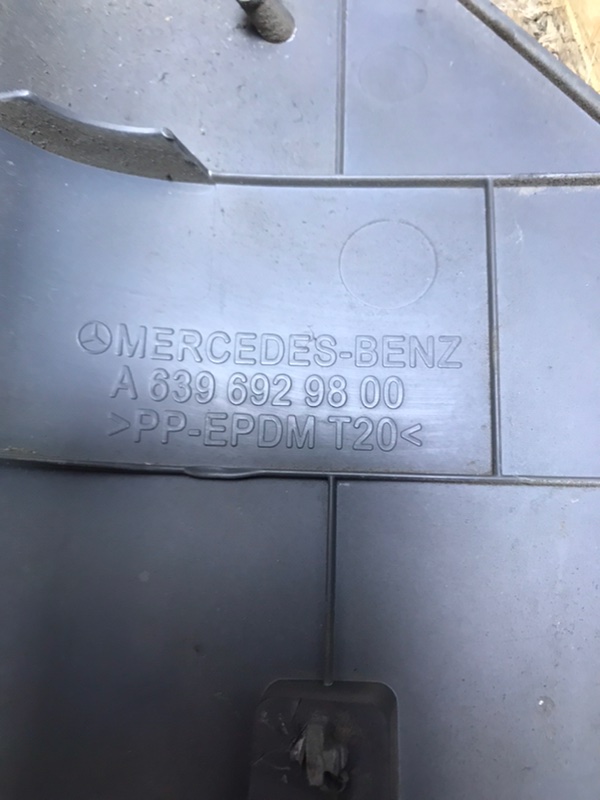 MERCEDES-BENZ
A 639 692 98 00
>PP-EPDM T20<